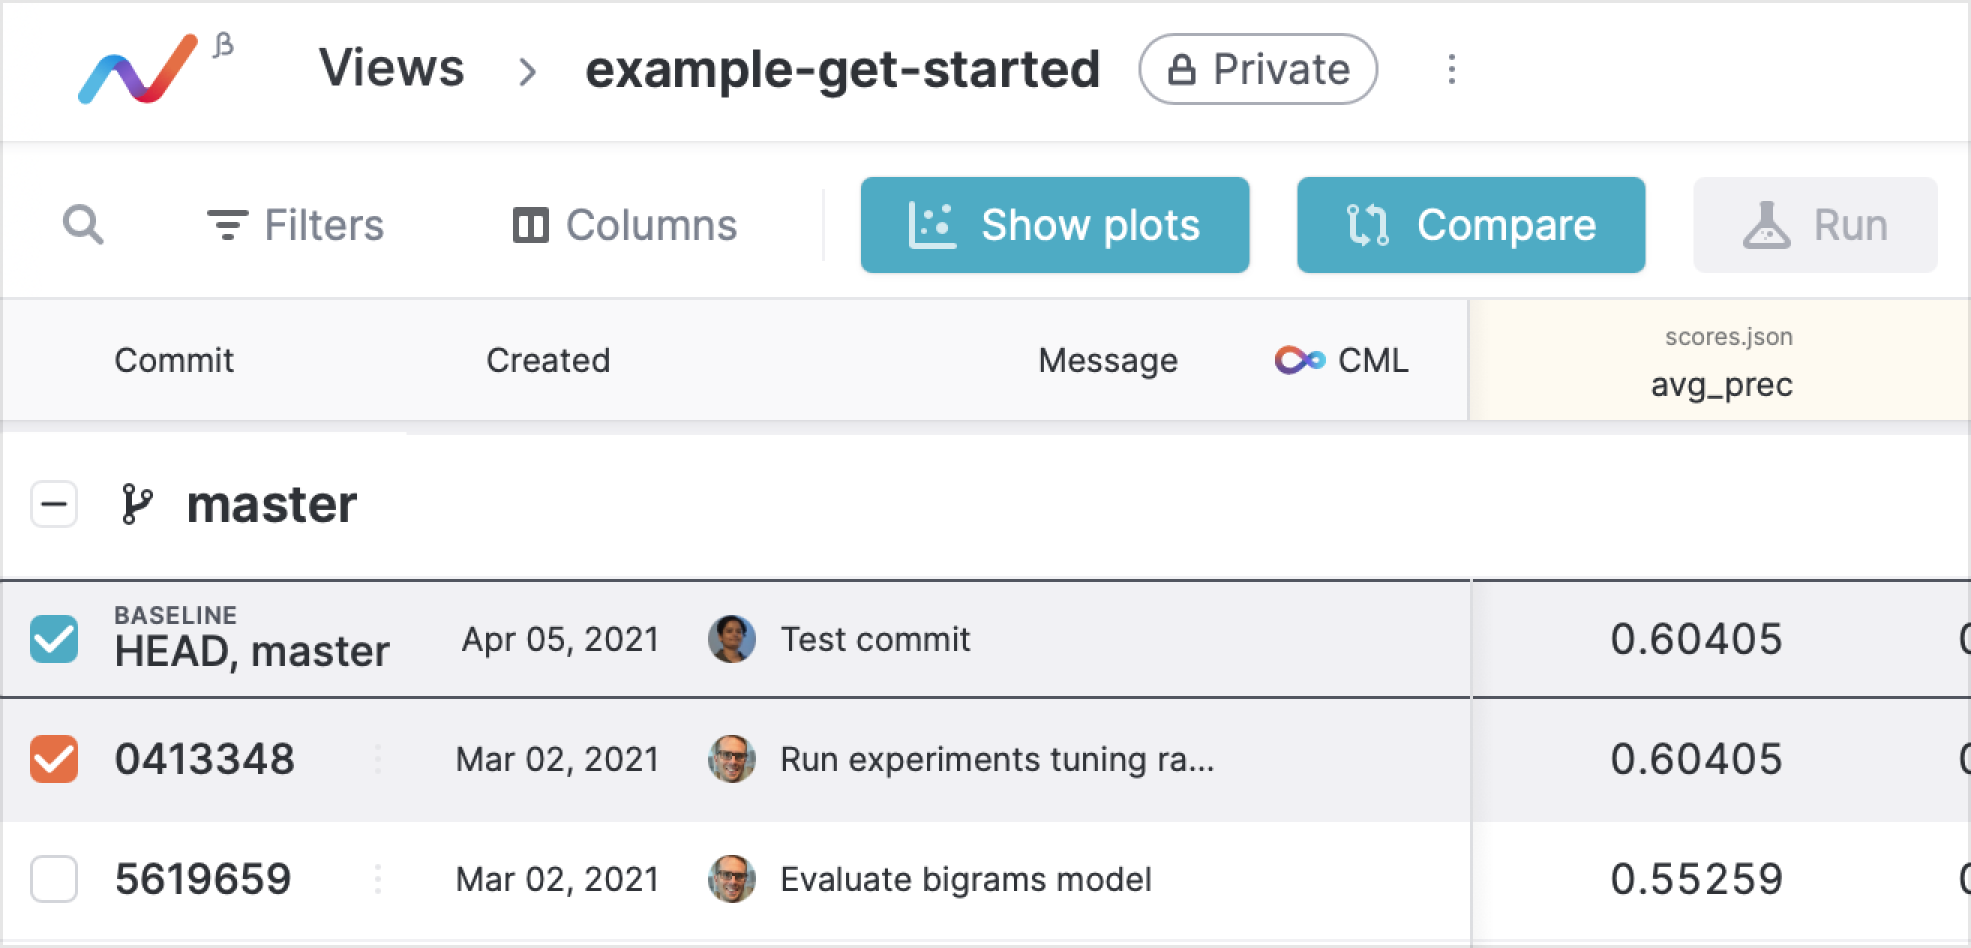 β
Views > example-get-started Private
Filters Columns Show plots Compare Run
Commit Created Message CML scores.json
avg_prec
master
BASELINE
HEAD, master Apr 05, 2021 Test commit 0.60405
0413348 Mar 02, 2021 Run experiments tuning ra... 0.60405
5619659 Mar 02, 2021 Evaluate bigrams model 0.55259